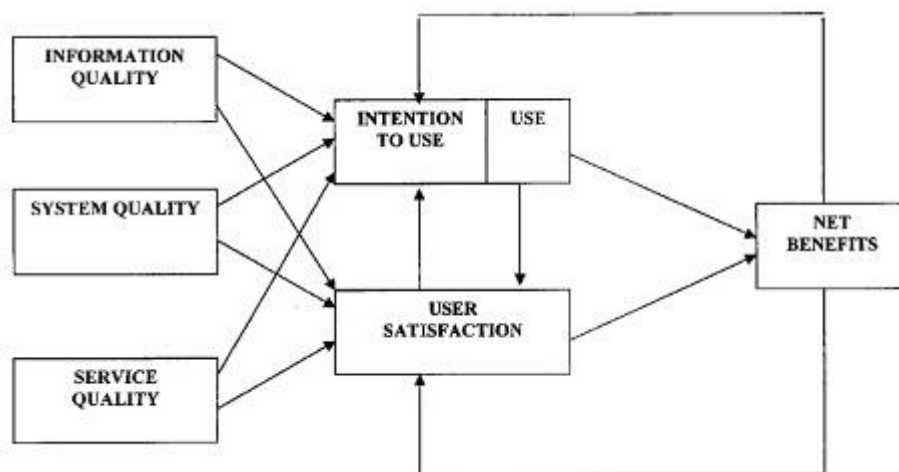 INFORMATION
QUALITY
INTENTION
TO USE
USE
SYSTEM QUALITY
NET
BENEFITS
USER
SATISFACTION
SERVICE
QUALITY